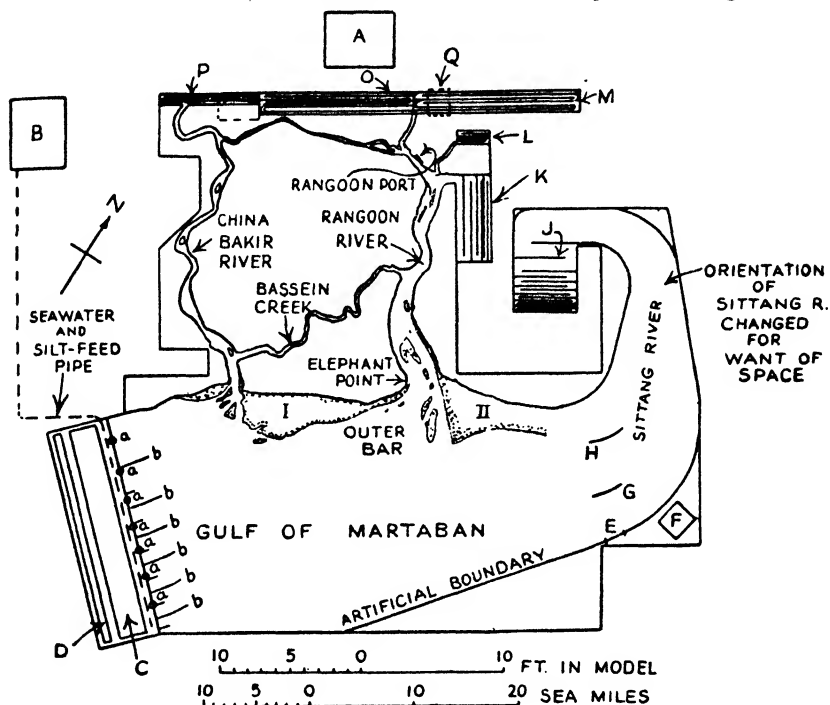 A
P
O
Q
M
B
L
RANGOON PORT
K
N
CHINA
BAKIR
RIVER
RANGOON
RIVER
J
ORIENTATION
OF
SITTANG R.
CHANGED
FOR
WANT OF
SPACE
BASSEIN
CREEK
SEAWATER
AND
SILT-FEED
PIPE
ELEPHANT
POINT
SITTANG RIVER
I
II
OUTER
BAR
H
a
b
a
b
a
b
a
b
a
b
a
b
a
b
G
E
F
GULF OF MARTABAN
ARTIFICIAL BOUNDARY
D
C
10 5 0 10 FT. IN MODEL
10 5 0 10 20 SEA MILES